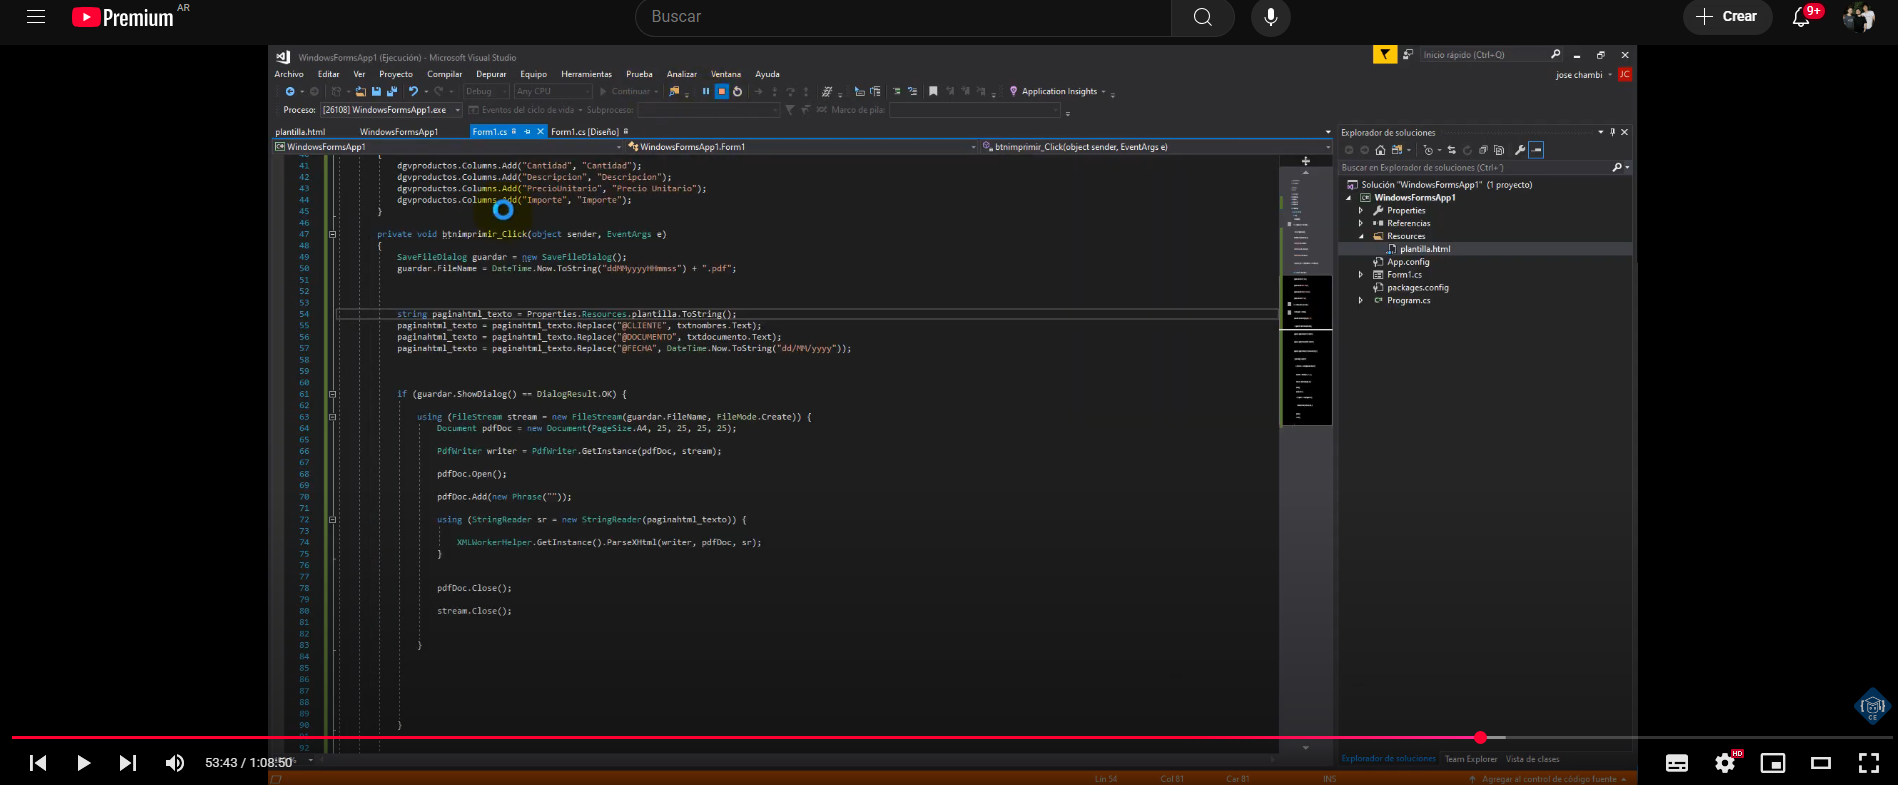 Premium AR
Buscar
Crear
9+
WindowsFormsApp1 (Ejecución) - Microsoft Visual Studio
Inicio rápido (Ctrl+Q)
Archivo Editar Ver Proyecto Compilar Depurar Equipo Herramientas Prueba Analizar Ventana Ayuda
jose chambi JC
Debug Any CPU Continuar Application Insights
Proceso: [26108] WindowsFormsApp1.exe Eventos del ciclo de vida Subproceso: Marco de pila:
plantilla.html WindowsFormsApp1 Form1.cs Form1.cs [Diseño]
WindowsFormsApp1 WindowsFormsApp1.Form1 btnimprimir_Click(object sender, EventArgs e)
40 {
41 dgvproductos.Columns.Add("Cantidad", "Cantidad");
42 dgvproductos.Columns.Add("Descripcion", "Descripcion");
43 dgvproductos.Columns.Add("PrecioUnitario", "Precio Unitario");
44 dgvproductos.Columns.Add("Importe", "Importe");
45 }
46
47 private void btnimprimir_Click(object sender, EventArgs e)
48 {
49 SaveFileDialog guardar = new SaveFileDialog();
50 guardar.FileName = DateTime.Now.ToString("ddMMyyyyHHmmss") + ".pdf";
51
52
53
54 string paginahtml_texto = Properties.Resources.plantilla.ToString();
55 paginahtml_texto = paginahtml_texto.Replace("@CLIENTE", txtnombres.Text);
56 paginahtml_texto = paginahtml_texto.Replace("@DOCUMENTO", txtdocumento.Text);
57 paginahtml_texto = paginahtml_texto.Replace("@FECHA", DateTime.Now.ToString("dd/MM/yyyy"));
58
59
60
61 if (guardar.ShowDialog() == DialogResult.OK) {
62
63 using (FileStream stream = new FileStream(guardar.FileName, FileMode.Create)) {
64 Document pdfDoc = new Document(PageSize.A4, 25, 25, 25, 25);
65
66 PdfWriter writer = PdfWriter.GetInstance(pdfDoc, stream);
67
68 pdfDoc.Open();
69
70 pdfDoc.Add(new Phrase(""));
71
72 using (StringReader sr = new StringReader(paginahtml_texto)) {
73
74 XMLWorkerHelper.GetInstance().ParseXHtml(writer, pdfDoc, sr);
75 }
76
77
78 pdfDoc.Close();
79
80 stream.Close();
81
82
83 }
84
85
86
87
88
89
90 }
91
92
Explorador de soluciones
Buscar en Explorador de soluciones (Ctrl+')
Solución "WindowsFormsApp1" (1 proyecto)
WindowsFormsApp1
Properties
References
Resources
plantilla.html
App.config
Form1.cs
packages.config
Program.cs
Explorador de soluciones Team Explorer Vista de clases
Lín 54 Col 81 Car 81 INS Agregar al control de código fuente
CE
53:43 / 1:08:50
HD